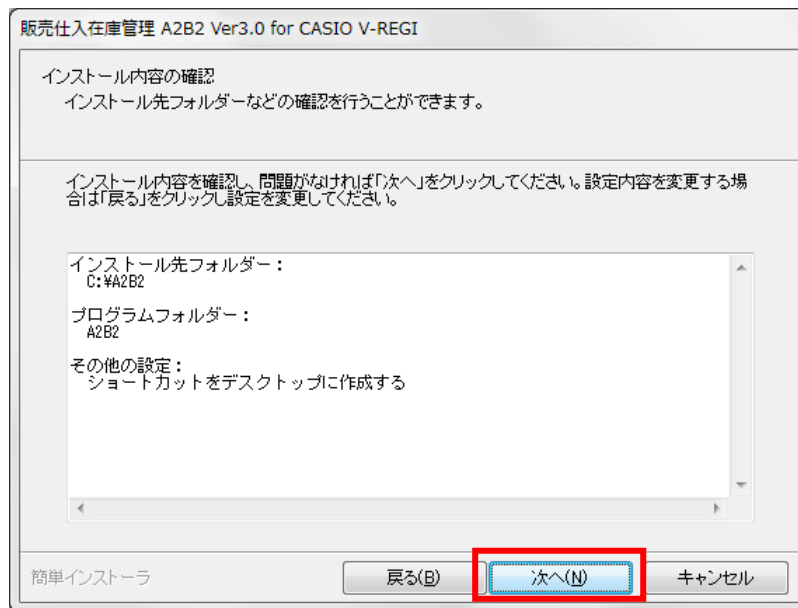 販売仕入在庫管理 A2B2 Ver3.0 for CASIO V-REGI
インストール内容の確認
インストール先フォルダーなどの確認を行うことができます。
インストール内容を確認し、問題がなければ「次へ」をクリックしてください。設定内容を変更する場
合は「戻る」をクリックし設定を変更してください。
インストール先フォルダー：
C:¥A2B2
プログラムフォルダー：
A2B2
その他の設定：
ショートカットをデスクトップに作成する
簡単インストーラ
戻る(B)
次へ(N)
キャンセル